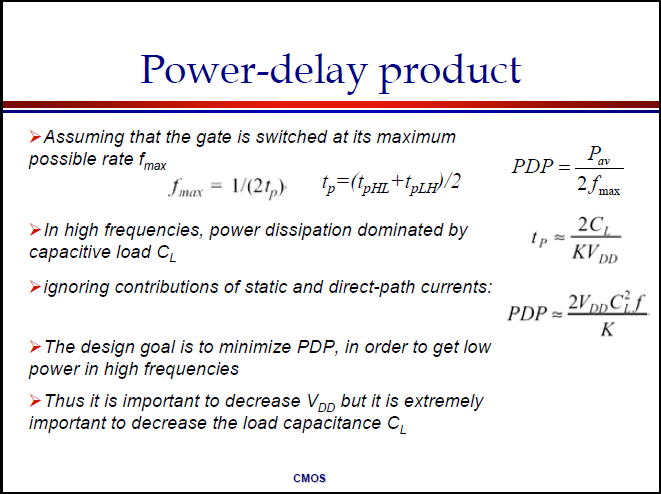 Power-delay product
➢Assuming that the gate is switched at its maximum
possible rate fmax
fmax = 1/(2tp)  tp=(tpHL+tpLH)/2
PDP = Pav / 2fmax
➢In high frequencies, power dissipation dominated by
capacitive load CL
tP ≈ 2CL / KVDD
➢ignoring contributions of static and direct-path currents:
PDP ≈ 2VDDCL²f / K
➢The design goal is to minimize PDP, in order to get low
power in high frequencies
➢Thus it is important to decrease VDD but it is extremely
important to decrease the load capacitance CL
CMOS